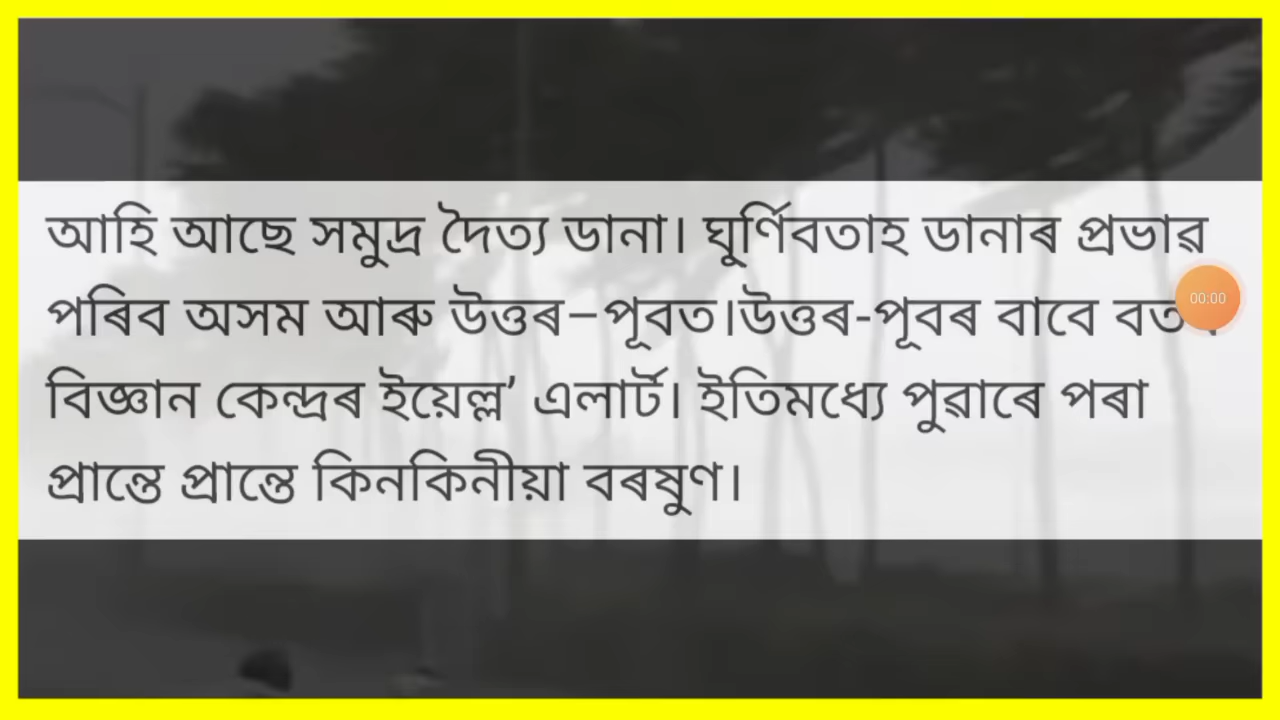 আহি আছে সমুদ্ৰ দৈত্য ডানা। ঘূৰ্ণিবতাহ ডানাৰ প্ৰভাৱ
পৰিব অসম আৰু উত্তৰ–পূবত।উত্তৰ-পূবৰ বাবে
বিজ্ঞান কেন্দ্ৰৰ ইয়েল্ল’ এলাৰ্ট। ইতিমধ্যে পুৱাৰে পৰা
প্ৰান্তে প্ৰান্তে কিনকিনীয়া বৰষুণ।
00:00